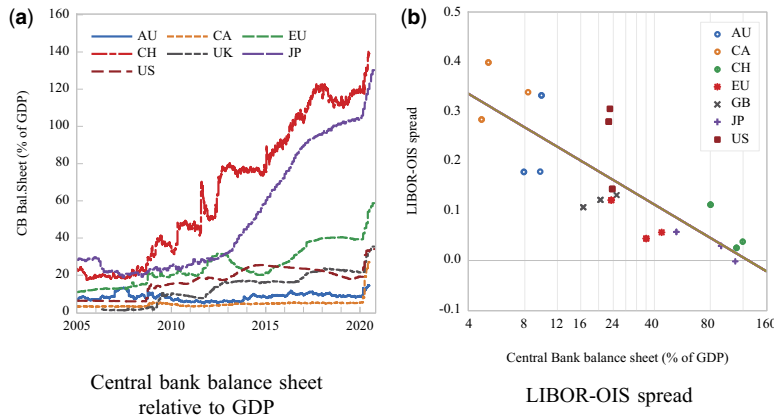 (a)
160
140
120
100
80
60
40
20
0
CB Bal.Sheet (% of GDP)
AU CA EU
CH UK JP
US
2005 2010 2015 2020
Central bank balance sheet
relative to GDP
(b)
0.5
0.4
0.3
0.2
0.1
0.0
-0.1
LIBOR-OIS spread
AU
CA
CH
EU
GB
JP
US
4 8 12 16 24 40 80 160
Central Bank balance sheet (% of GDP)
LIBOR-OIS spread